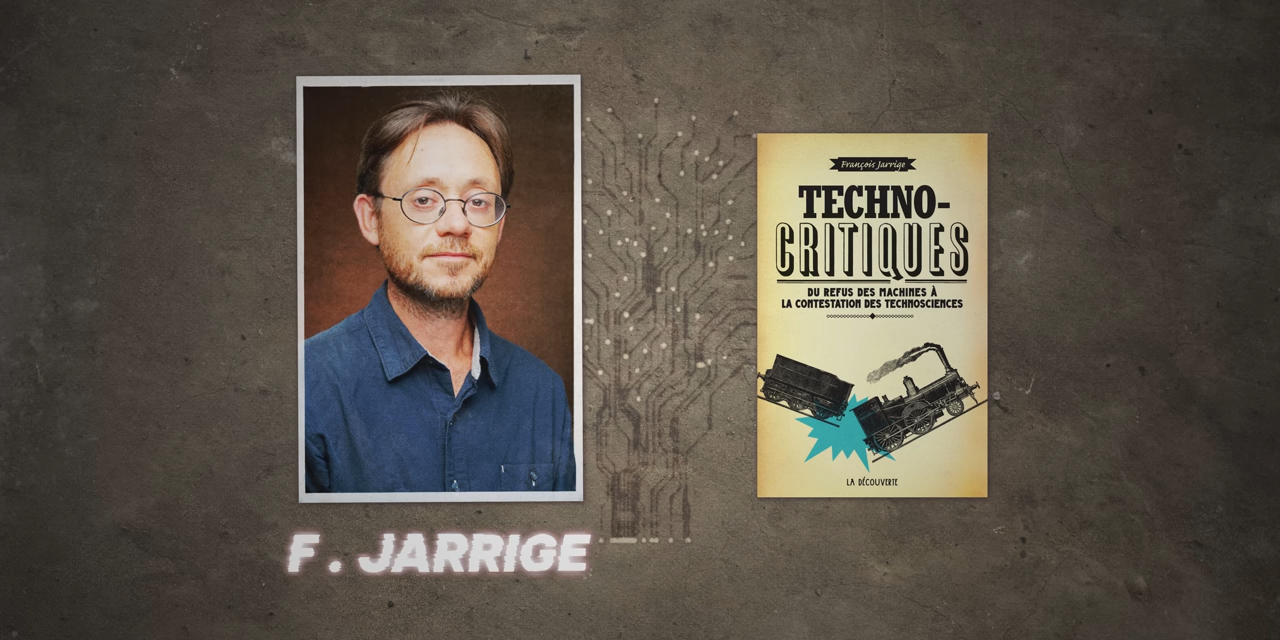 F. JARRIGE
François Jarrige
TECHNO-
CRITIQUES
DU REFUS DES MACHINES À
LA CONTESTATION DES TECHNOSCIENCES
LA DÉCOUVERTE